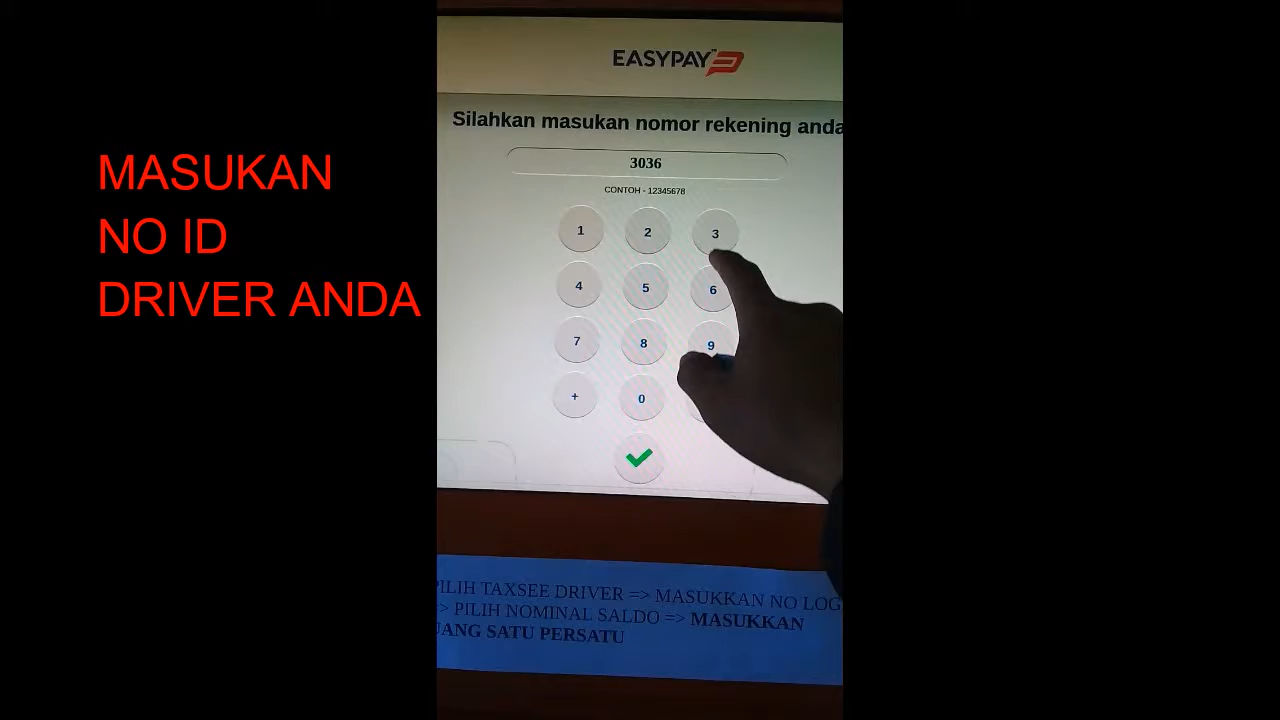 MASUKAN
NO ID
DRIVER ANDA
EASYPAY™
Silahkan masukan nomor rekening anda
3036
CONTOH - 12345678
1 2 3
4 5 6
7 8 9
+ 0
PILIH TAXSEE DRIVER => MASUKKAN NO LOG
=> PILIH NOMINAL SALDO => MASUKKAN
UANG SATU PERSATU